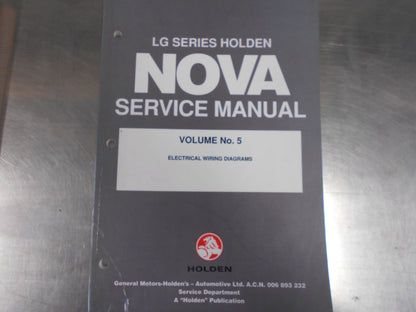 LG SERIES HOLDEN
NOVA
SERVICE MANUAL
VOLUME No. 5
ELECTRICAL WIRING DIAGRAMS
HOLDEN
General Motors-Holden's – Automotive Ltd. A.C.N. 006 893 232
Service Department
A "Holden" Publication